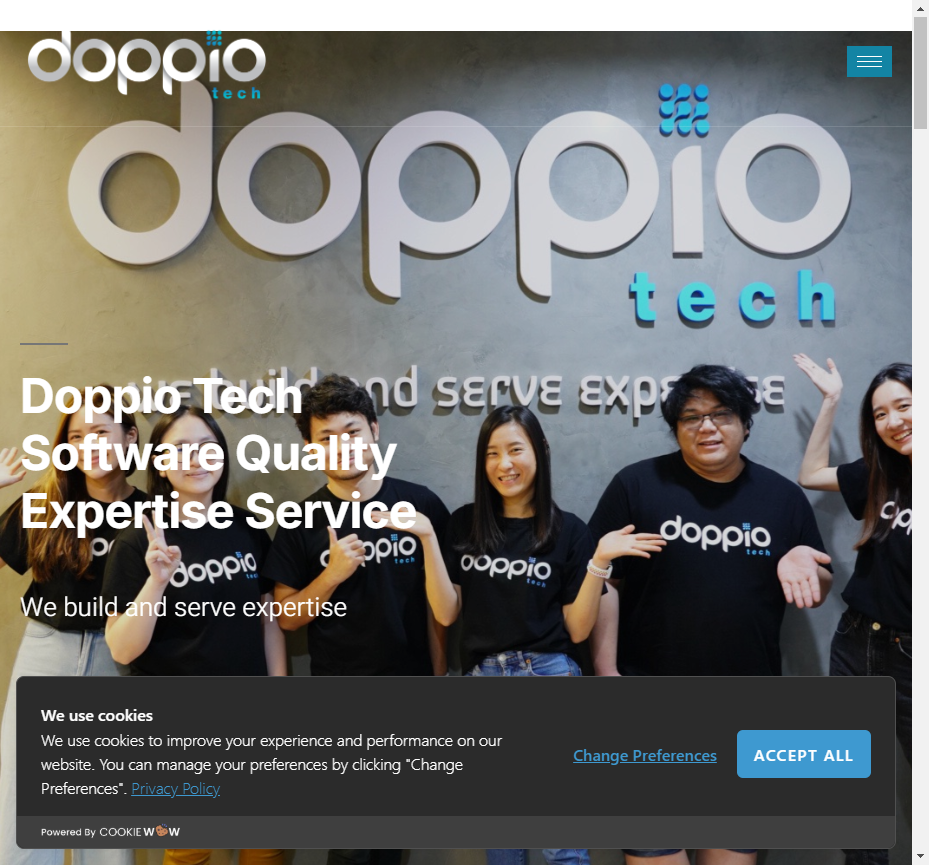 doppio
tech
doppio
tech
we build and serve expertise
Doppio Tech
Software Quality
Expertise Service
doppio
tech
doppio
tech
doppio
tech
doppio
tech
We build and serve expertise
We use cookies
We use cookies to improve your experience and performance on our
website. You can manage your preferences by clicking "Change
Preferences". Privacy Policy
Change Preferences
ACCEPT ALL
Powered By COOKIE WOW